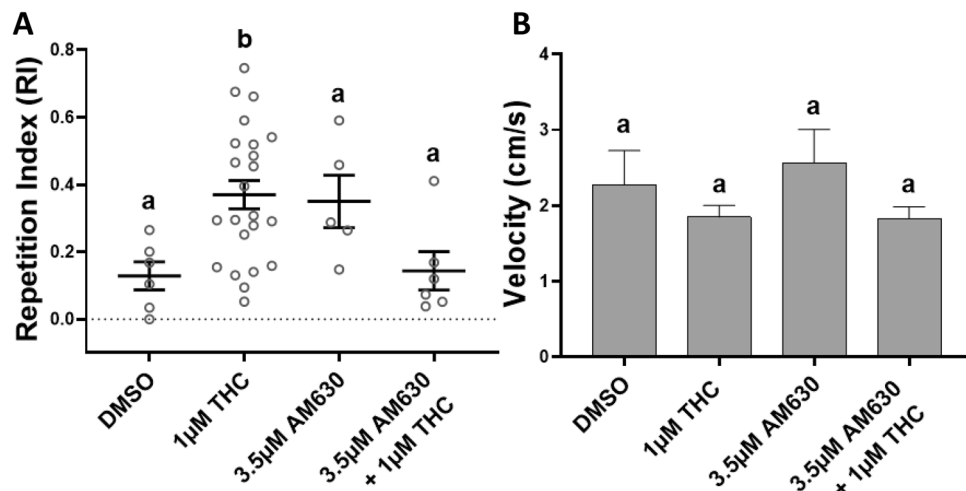 A
Repetition Index (RI)
0.8
0.6
0.4
0.2
0.0
a
b
a
a
DMSO
1μM THC
3.5μM AM630
3.5μM AM630
+ 1μM THC
B
Velocity (cm/s)
4
3
2
1
0
a
a
a
a
DMSO
1μM THC
3.5μM AM630
3.5μM AM630
+ 1μM THC